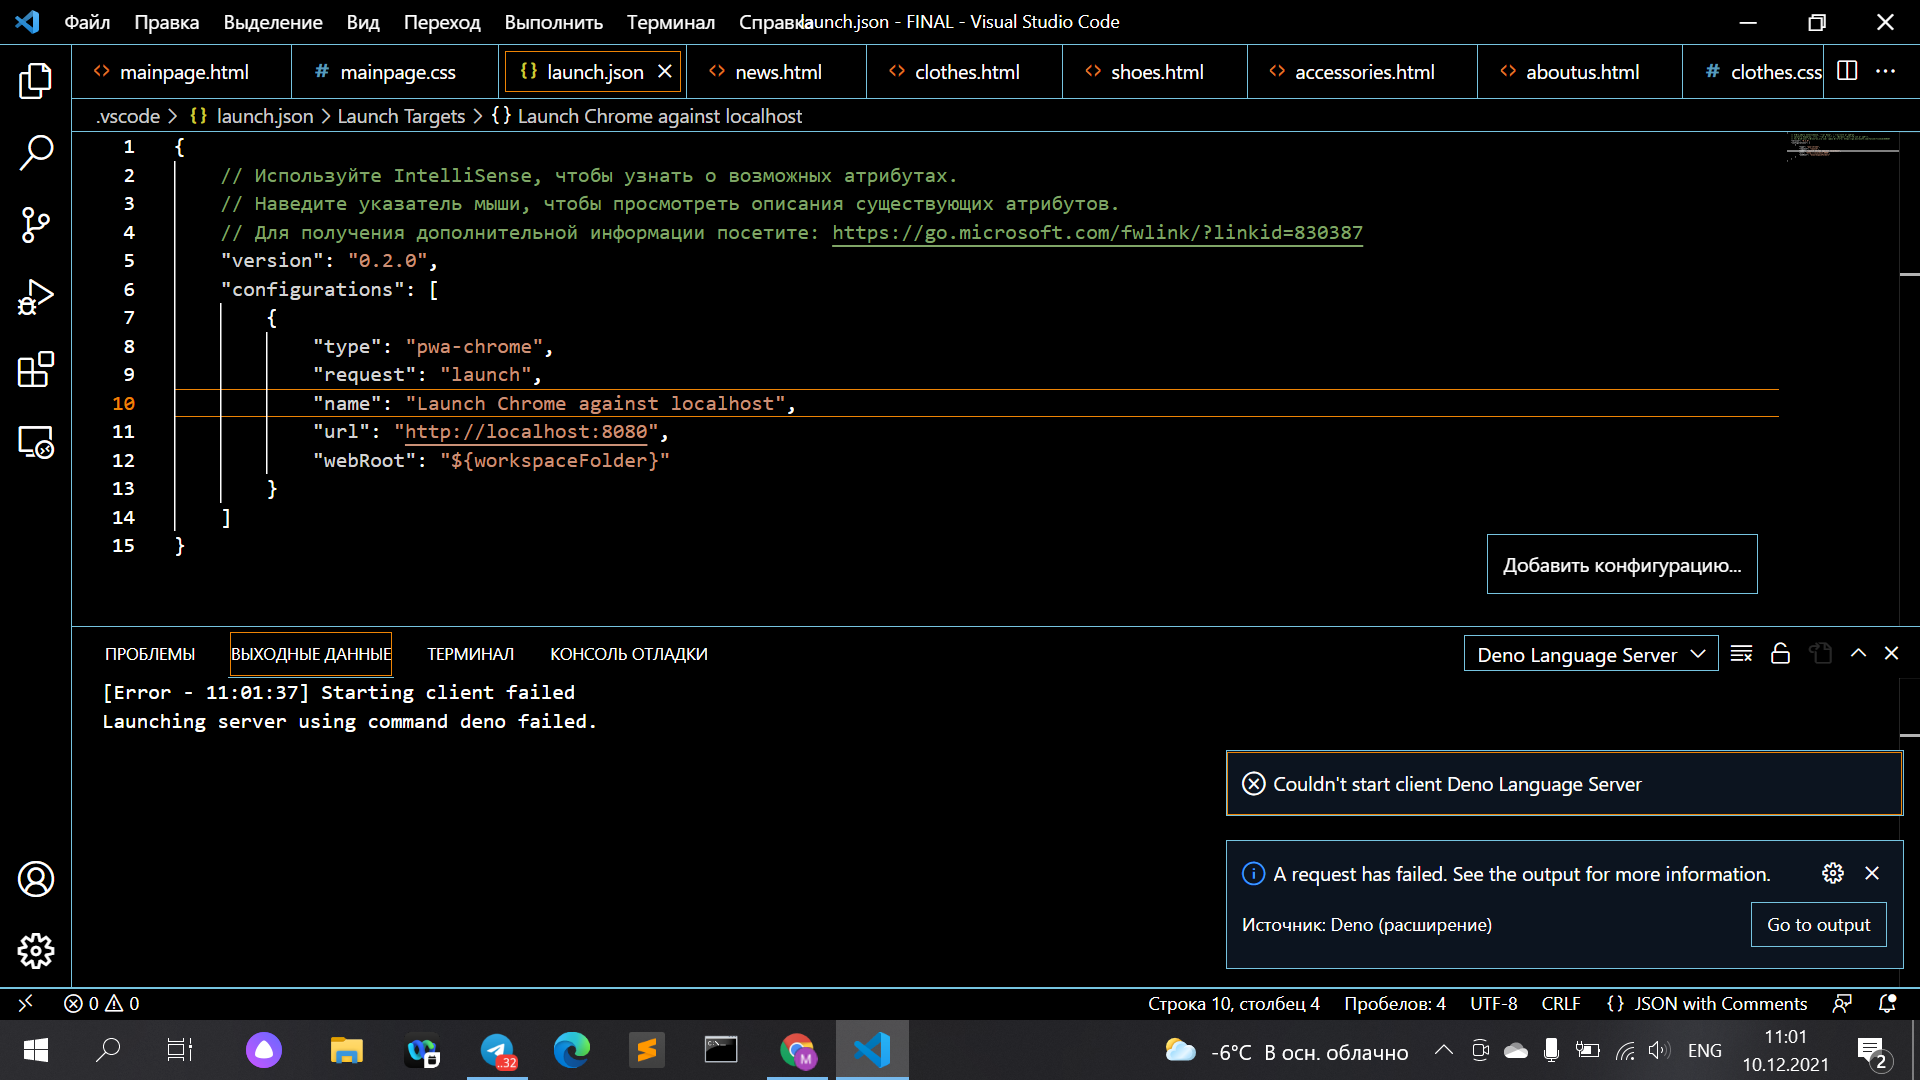 Файл Правка Выделение Вид Переход Выполнить Терминал Справка launch.json - FINAL - Visual Studio Code
mainpage.html # mainpage.css {} launch.json news.html clothes.html shoes.html accessories.html aboutus.html # clothes.css
.vscode > {} launch.json > Launch Targets > {} Launch Chrome against localhost
1 {
2 // Используйте IntelliSense, чтобы узнать о возможных атрибутах.
3 // Наведите указатель мыши, чтобы просмотреть описания существующих атрибутов.
4 // Для получения дополнительной информации посетите: https://go.microsoft.com/fwlink/?linkid=830387
5 "version": "0.2.0",
6 "configurations": [
7 {
8 "type": "pwa-chrome",
9 "request": "launch",
10 "name": "Launch Chrome against localhost",
11 "url": "http://localhost:8080",
12 "webRoot": "${workspaceFolder}"
13 }
14 ]
15 }
Добавить конфигурацию...
ПРОБЛЕМЫ ВЫХОДНЫЕ ДАННЫЕ ТЕРМИНАЛ КОНСОЛЬ ОТЛАДКИ Deno Language Server
[Error - 11:01:37] Starting client failed
Launching server using command deno failed.
Couldn't start client Deno Language Server
A request has failed. See the output for more information.
Источник: Deno (расширение) Go to output
0 0 Строка 10, столбец 4 Пробелов: 4 UTF-8 CRLF {} JSON with Comments
..32 M -6°C В осн. облачно ENG 11:01
10.12.2021 2